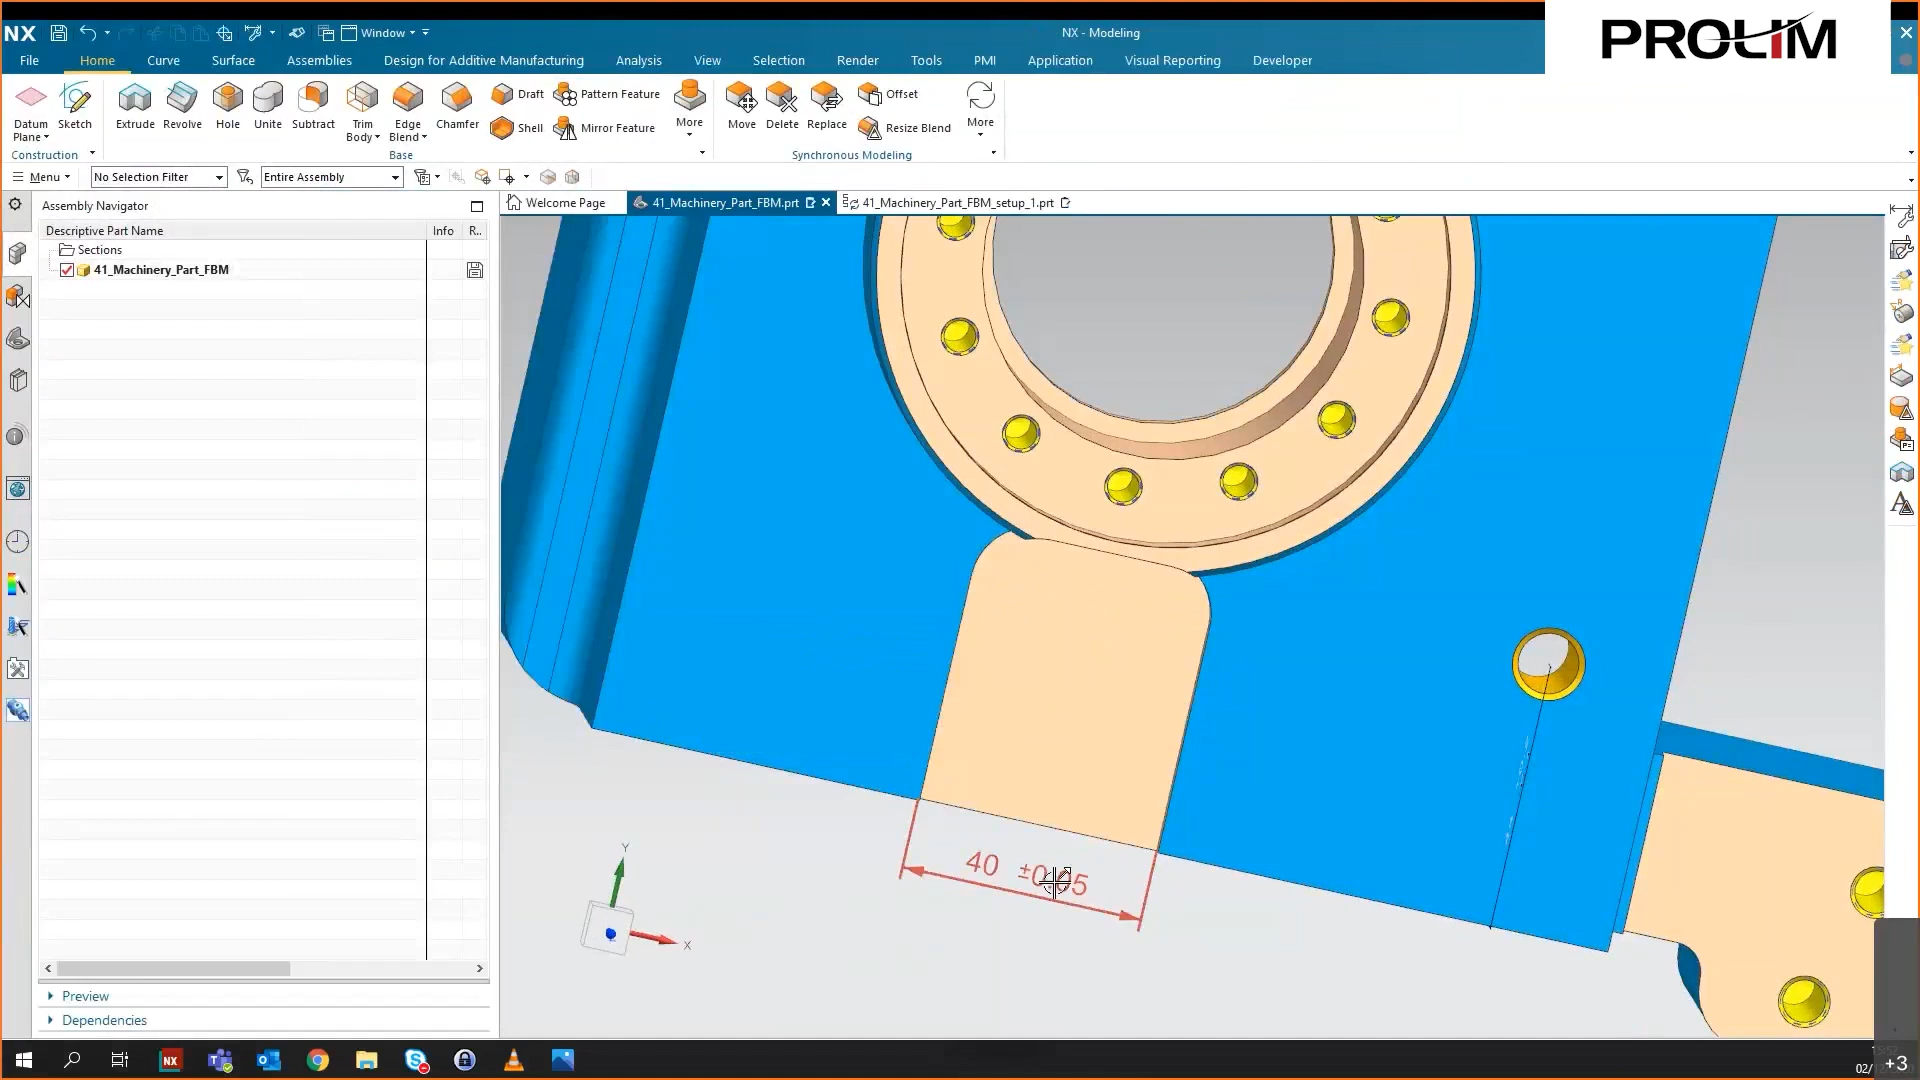 NX
Window
NX - Modeling
PROLIM
File
Home
Curve
Surface
Assemblies
Design for Additive Manufacturing
Analysis
View
Selection
Render
Tools
PMI
Application
Visual Reporting
Developer
Datum Plane
Sketch
Extrude
Revolve
Hole
Unite
Subtract
Trim Body
Edge Blend
Chamfer
Draft
Shell
Pattern Feature
Mirror Feature
More
Move
Delete
Replace
Offset
Resize Blend
More
Construction
Base
Synchronous Modeling
Menu
No Selection Filter
Entire Assembly
Assembly Navigator
Welcome Page
41_Machinery_Part_FBM.prt
41_Machinery_Part_FBM_setup_1.prt
Descriptive Part Name
Info
R..
Sections
41_Machinery_Part_FBM
40
Y
X
Preview
Dependencies
NX
02/
+3